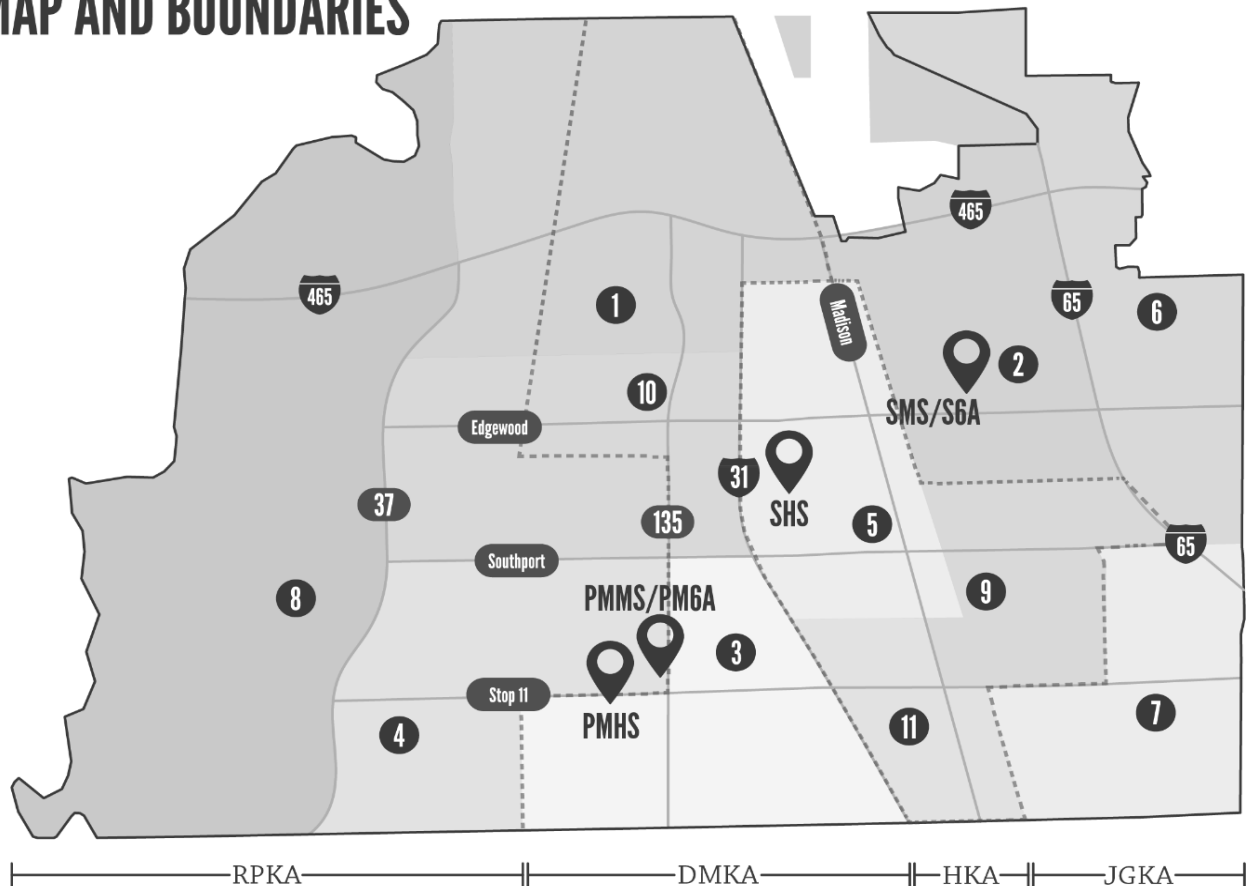 MAP AND BOUNDARIES
465
465
65
1
6
Madison
2
10
SMS/S6A
Edgewood
31
37
135
SHS
5
65
Southport
8
PMMS/PM6A
9
3
Stop 11
PMHS
4
11
7
RPKA
DMKA
HKA
JGKA